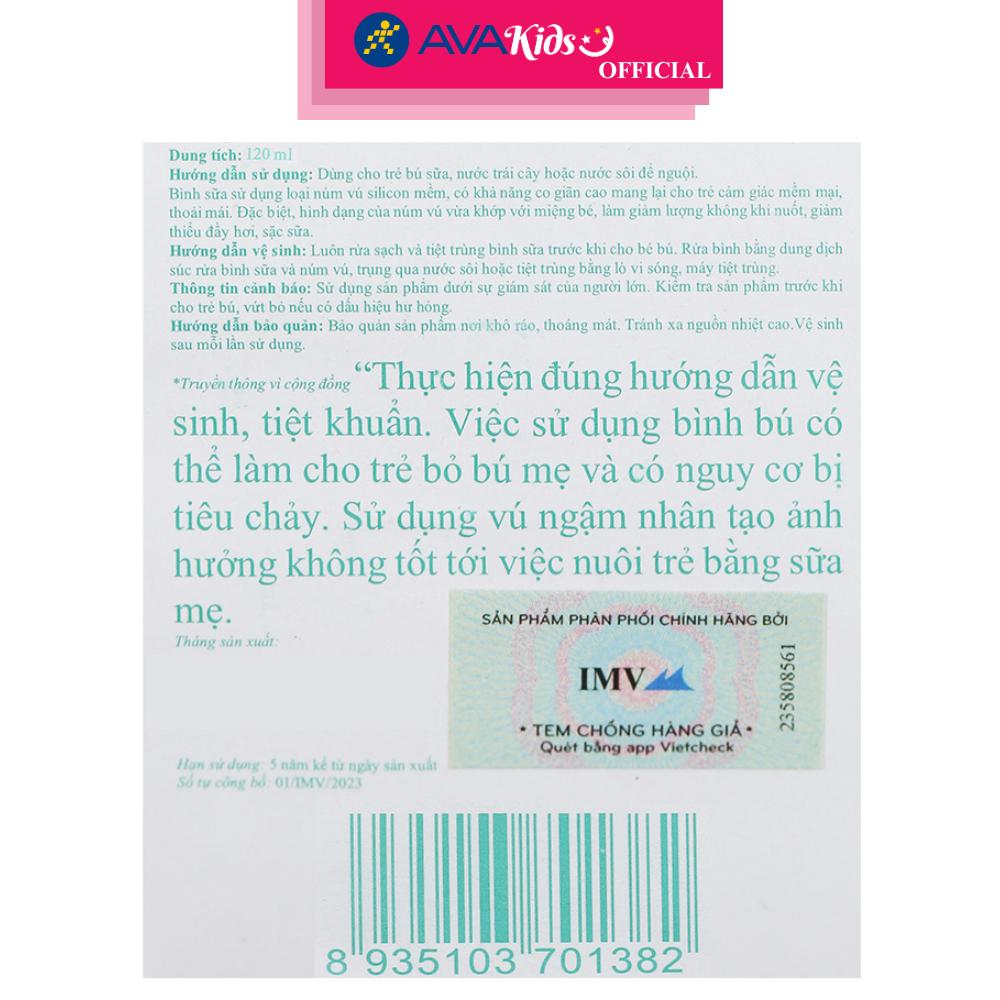 AVAKids
OFFICIAL
Dung tích: 120 ml
Hướng dẫn sử dụng: Dùng cho trẻ bú sữa, nước trái cây hoặc nước sôi để nguội.
Bình sữa sử dụng loại núm vú silicon mềm, có khả năng co giãn cao mang lại cho trẻ cảm giác mềm mại,
thoải mái. Đặc biệt, hình dạng của núm vú vừa khớp với miệng bé, làm giảm lượng không khí nuốt, giảm
thiểu đầy hơi, sặc sữa.
Hướng dẫn vệ sinh: Luôn rửa sạch và tiệt trùng bình sữa trước khi cho bé bú. Rửa bình bằng dung dịch
súc rửa bình sữa và núm vú, trụng qua nước sôi hoặc tiệt trùng bằng lò vi sóng, máy tiệt trùng.
Thông tin cảnh báo: Sử dụng sản phẩm dưới sự giám sát của người lớn. Kiểm tra sản phẩm trước khi
cho trẻ bú, vứt bỏ nếu có dấu hiệu hư hỏng.
Hướng dẫn bảo quản: Bảo quản sản phẩm nơi khô ráo, thoáng mát. Tránh xa nguồn nhiệt cao.Vệ sinh
sau mỗi lần sử dụng.
*Truyền thông vì cộng đồng “Thực hiện đúng hướng dẫn vệ
sinh, tiệt khuẩn. Việc sử dụng bình bú có
thể làm cho trẻ bỏ bú mẹ và có nguy cơ bị
tiêu chảy. Sử dụng vú ngậm nhân tạo ảnh
hưởng không tốt tới việc nuôi trẻ bằng sữa
mẹ.
Tháng sản xuất:
SẢN PHẨM PHÂN PHỐI CHÍNH HÃNG BỞI
IMV
235808561
* TEM CHỐNG HÀNG GIẢ *
Quét bằng app Vietcheck
Hạn sử dụng: 5 năm kể từ ngày sản xuất
Số tự công bố: 01/IMV/2023
8 935103 701382